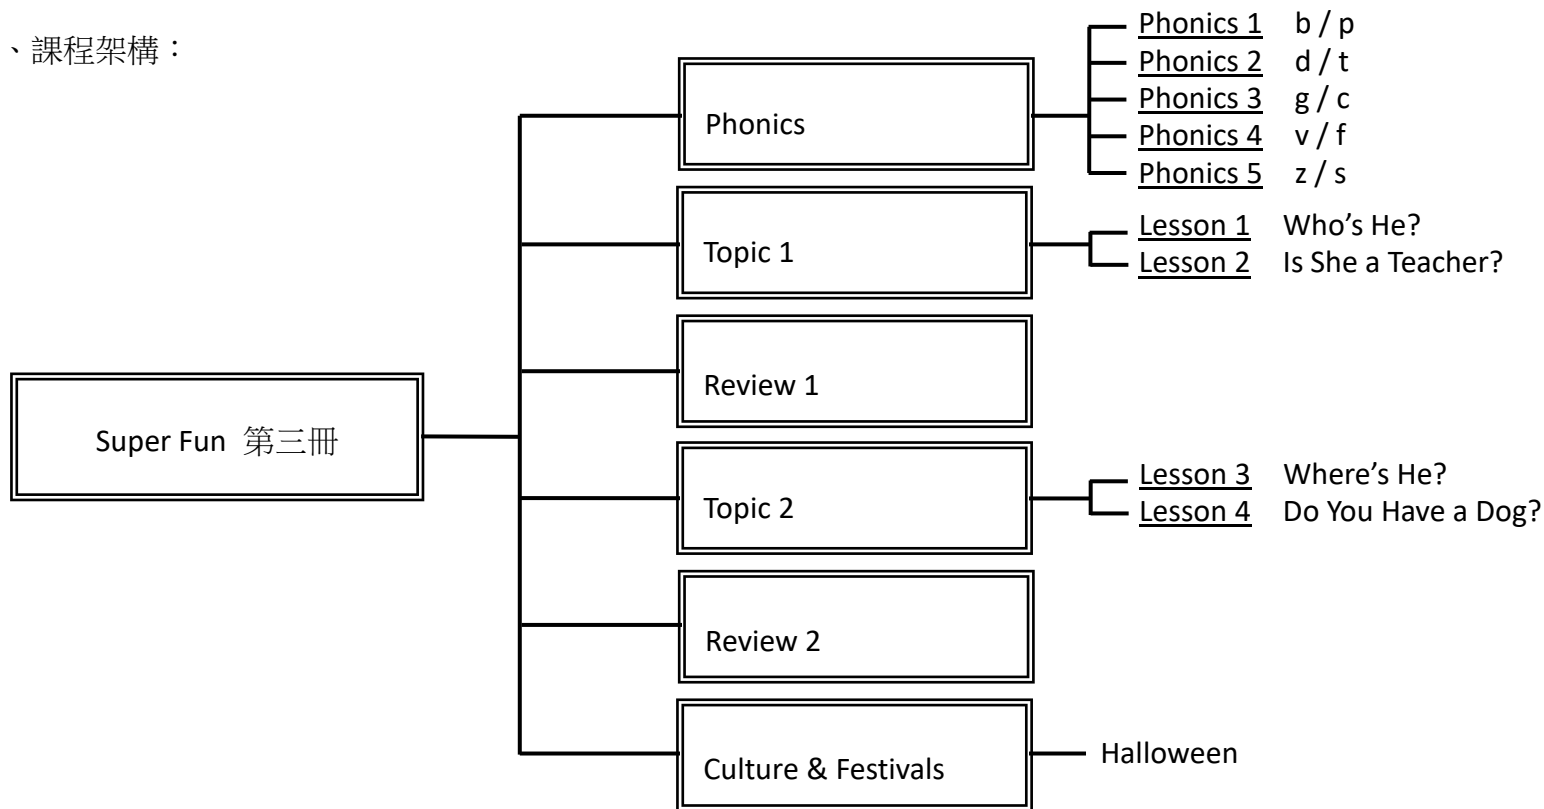 、課程架構：
Super Fun 第三冊
Phonics
Phonics 1 b / p
Phonics 2 d / t
Phonics 3 g / c
Phonics 4 v / f
Phonics 5 z / s
Topic 1
Lesson 1 Who’s He?
Lesson 2 Is She a Teacher?
Review 1
Topic 2
Lesson 3 Where’s He?
Lesson 4 Do You Have a Dog?
Review 2
Culture & Festivals
Halloween